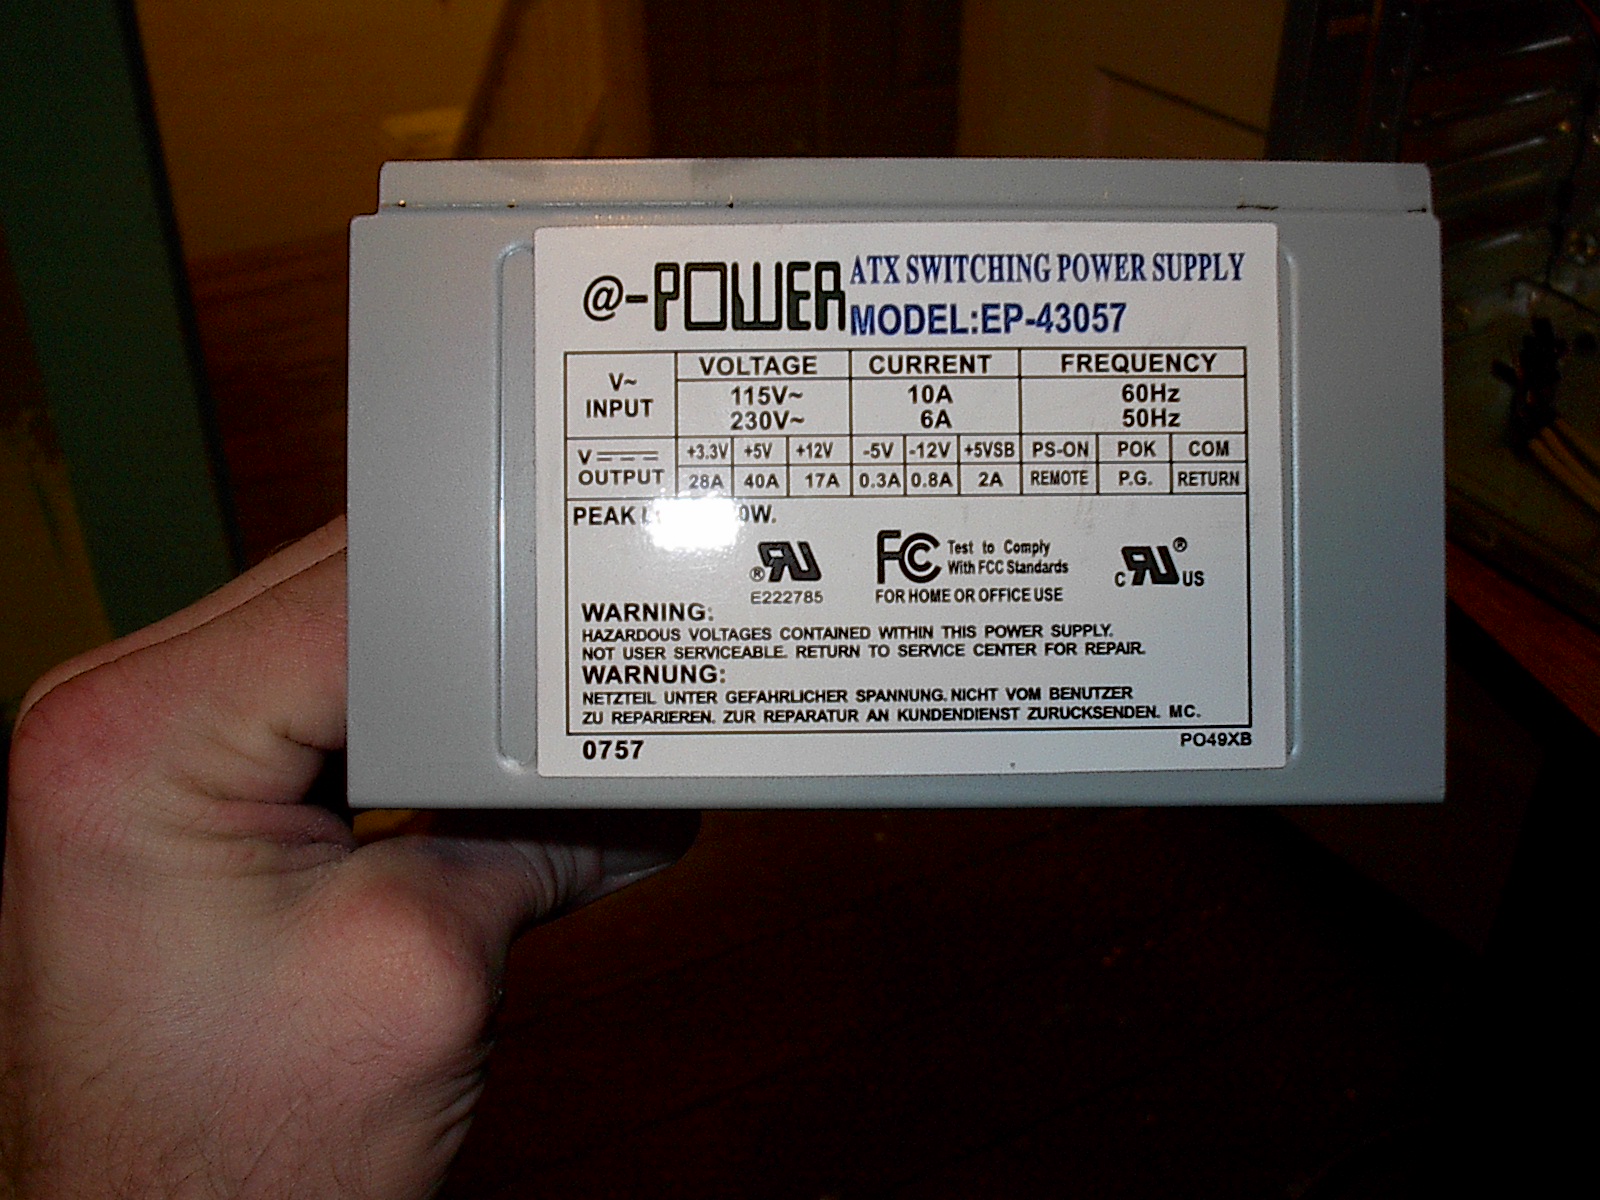 @-POWER ATX SWITCHING POWER SUPPLY
MODEL:EP-43057
V~ INPUT VOLTAGE CURRENT FREQUENCY
115V~ 10A 60Hz
230V~ 6A 50Hz
V OUTPUT +3.3V +5V +12V -5V -12V +5VSB PS-ON POK COM
28A 40A 17A 0.3A 0.8A 2A REMOTE P.G. RETURN
PEAK
RU® FC Test to Comply With FCC Standards c RU® US
E222785 FOR HOME OR OFFICE USE
WARNING:
HAZARDOUS VOLTAGES CONTAINED WITHIN THIS POWER SUPPLY.
NOT USER SERVICEABLE. RETURN TO SERVICE CENTER FOR REPAIR.
WARNUNG:
NETZTEIL UNTER GEFAHRLICHER SPANNUNG. NICHT VOM BENUTZER
ZU REPARIEREN. ZUR REPARATUR AN KUNDENDIENST ZURUCKSENDEN. MC.
0757 PO49XB